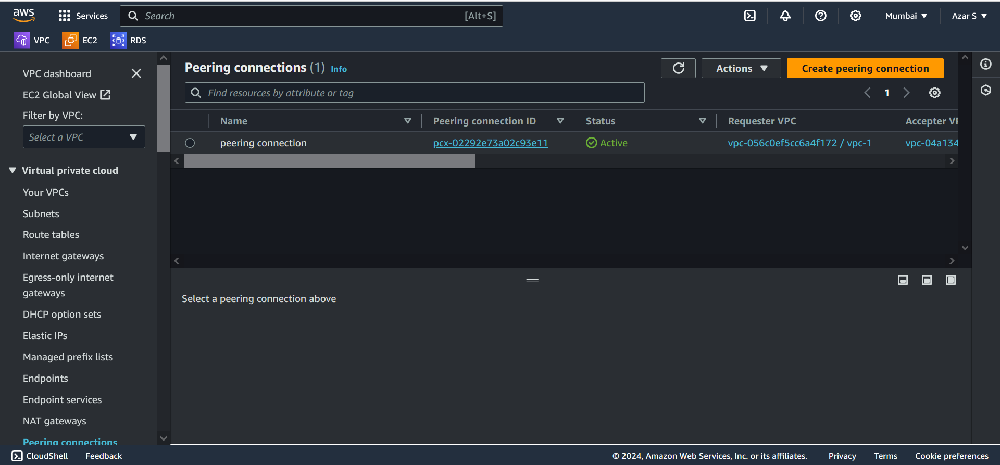 aws Services Search [Alt+S] Mumbai Azar S
VPC EC2 RDS
VPC dashboard
EC2 Global View
Filter by VPC:
Select a VPC
Virtual private cloud
Your VPCs
Subnets
Route tables
Internet gateways
Egress-only internet
gateways
DHCP option sets
Elastic IPs
Managed prefix lists
Endpoints
Endpoint services
NAT gateways
Peering connections
Peering connections (1) Info
Actions Create peering connection
Find resources by attribute or tag
1
Name Peering connection ID Status Requester VPC Accepter
peering connection pcx-02292e73a02c93e11 Active vpc-056c0ef5cc6a4f172 / vpc-1 vpc-04a134
Select a peering connection above
CloudShell Feedback © 2024, Amazon Web Services, Inc. or its affiliates. Privacy Terms Cookie preferences